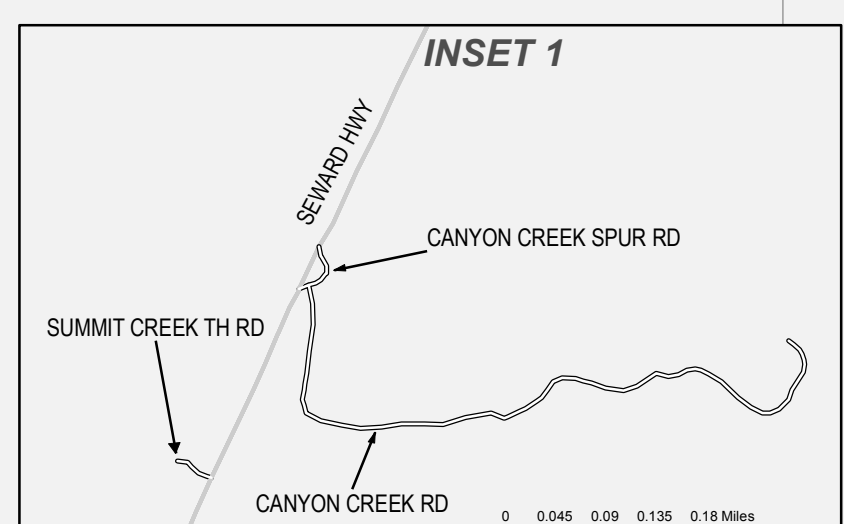 INSET 1
SEWARD HWY
CANYON CREEK SPUR RD
SUMMIT CREEK TH RD
CANYON CREEK RD
0 0.045 0.09 0.135 0.18 Miles